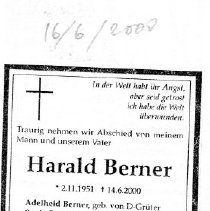 16/6/2000
In der Welt habt ihr Angst,
aber seid getrost
ich habe die Welt
überwunden.
Traurig nehmen wir Abschied von meinem
Mann und unserem Vater
Harald Berner
* 2.11.1951 † 14.6.2000
Adelheid Berner, geb. von D-Grüter